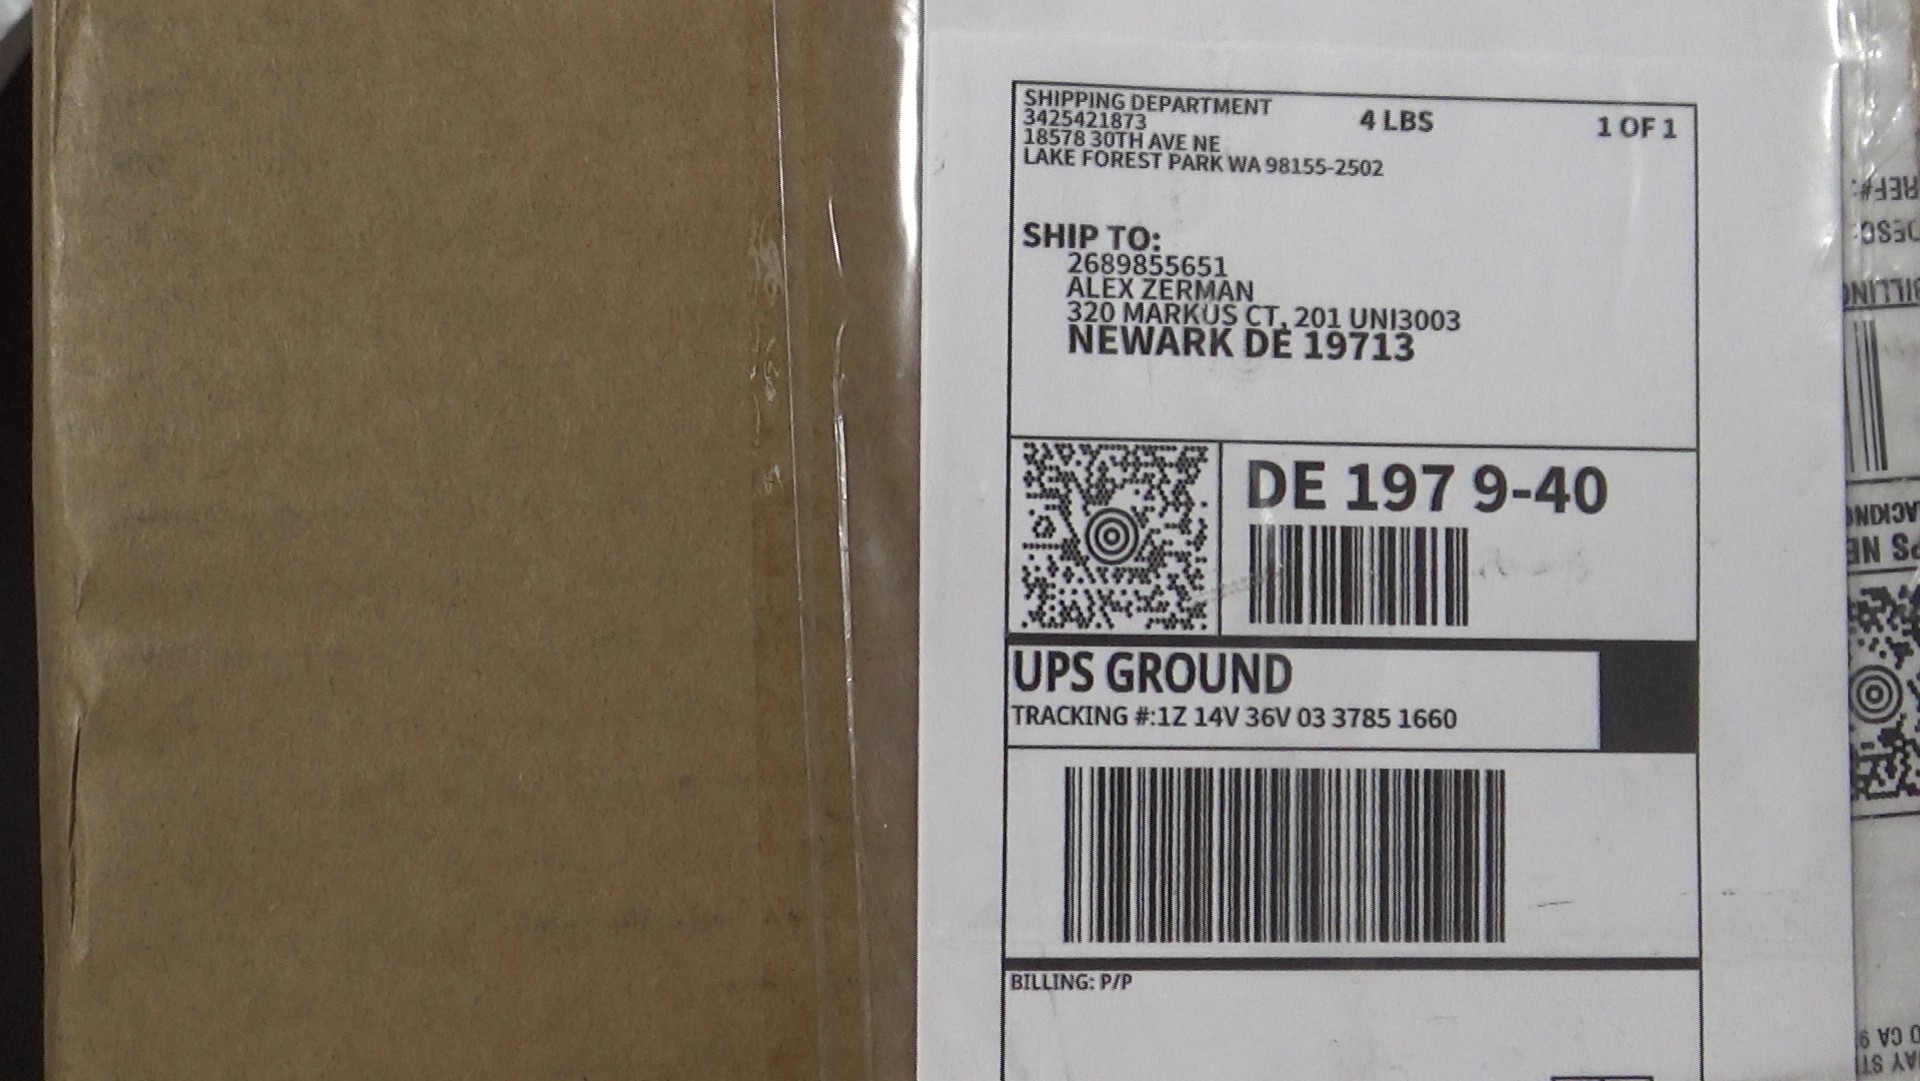 SHIPPING DEPARTMENT
3425421873
18578 30TH AVE NE
LAKE FOREST PARK WA 98155-2502
4 LBS
1 OF 1
SHIP TO:
2689855651
ALEX ZERMAN
320 MARKUS CT, 201 UNI3003
NEWARK DE 19713
DE 197 9-40
UPS GROUND
TRACKING #:1Z 14V 36V 03 3785 1660
BILLING: P/P
REF#:
DESC: